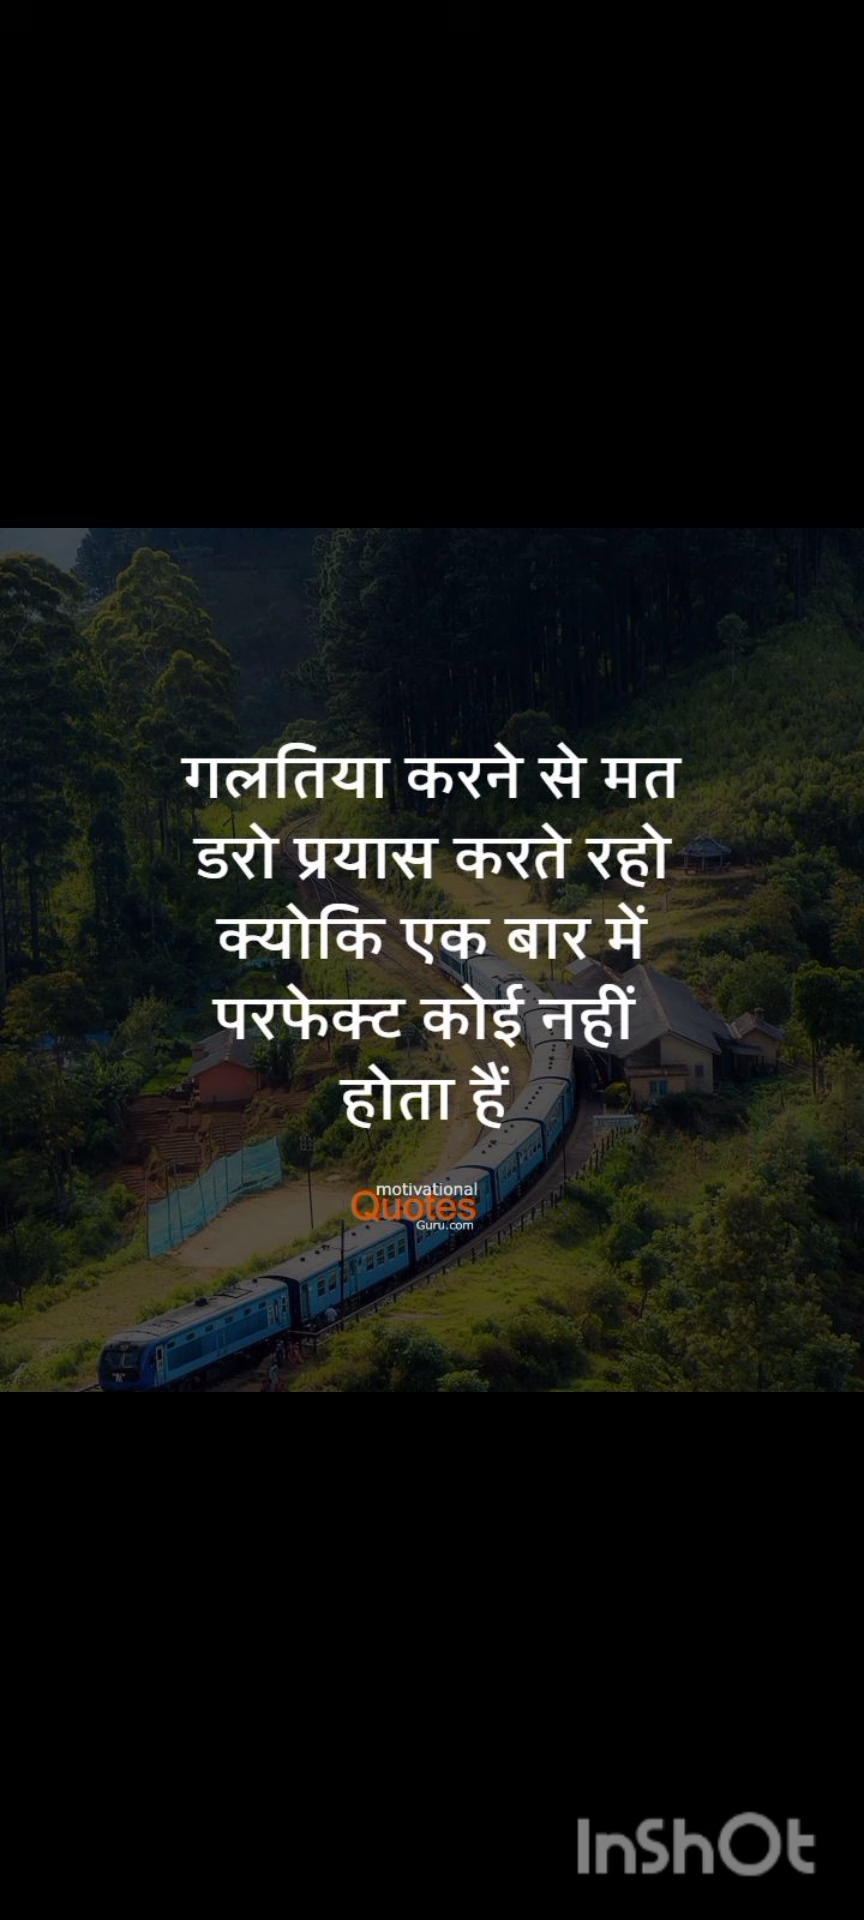 गलतिया करने से मत
डरो प्रयास करते रहो
क्योकि एक बार में
परफेक्ट कोई नहीं
होता हैं
motivational
Quotes
Guru.com
InShOt